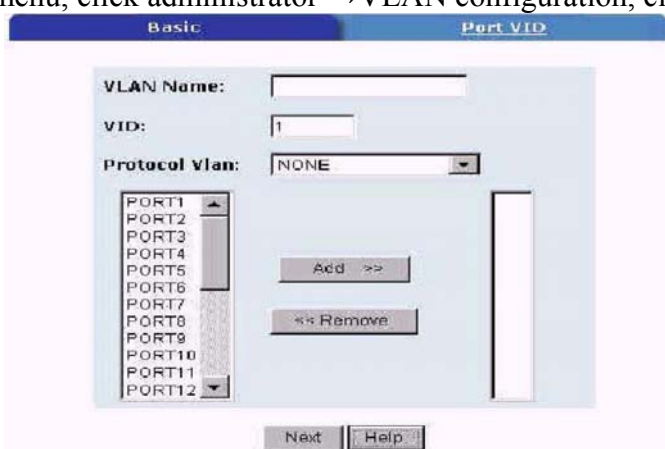 menu, click administrator → VLAN configuration, cl
Basic
Port VID
VLAN Name:
VID:
1
Protocol Vlan:
NONE
PORT1
PORT2
PORT3
PORT4
PORT5
PORT6
PORT7
PORT8
PORT9
PORT10
PORT11
PORT12
Add >>
<< Remove
Next
Help